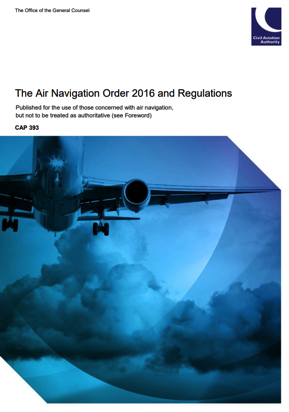 The Office of the General Counsel
Civil Aviation
Authority
The Air Navigation Order 2016 and Regulations
Published for the use of those concerned with air navigation,
but not to be treated as authoritative (see Foreword)
CAP 393